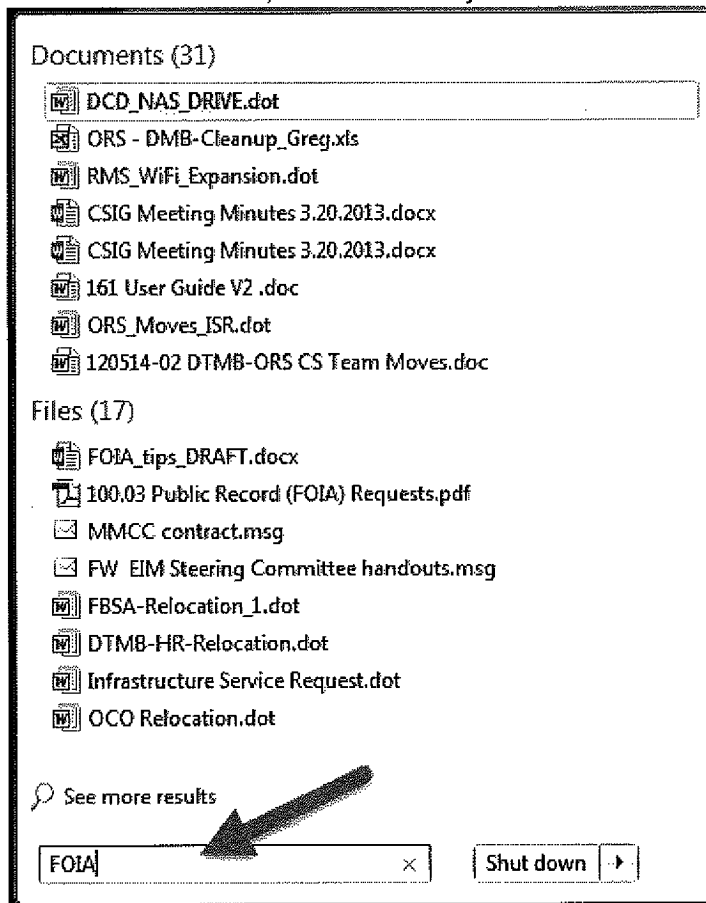 Documents (31)
DCD_NAS_DRIVE.dot
ORS - DMB-Cleanup_Greg.xls
RMS_WiFi_Expansion.dot
CSIG Meeting Minutes 3.20.2013.docx
CSIG Meeting Minutes 3.20.2013.docx
161 User Guide V2 .doc
ORS_Moves_ISR.dot
120514-02 DTMB-ORS CS Team Moves.doc
Files (17)
FOIA_tips_DRAFT.docx
100.03 Public Record (FOIA) Requests.pdf
MMCC contract.msg
FW EIM Steering Committee handouts.msg
FBSA-Relocation_1.dot
DTMB-HR-Relocation.dot
Infrastructure Service Request.dot
OCO Relocation.dot
See more results
FOIA
Shut down